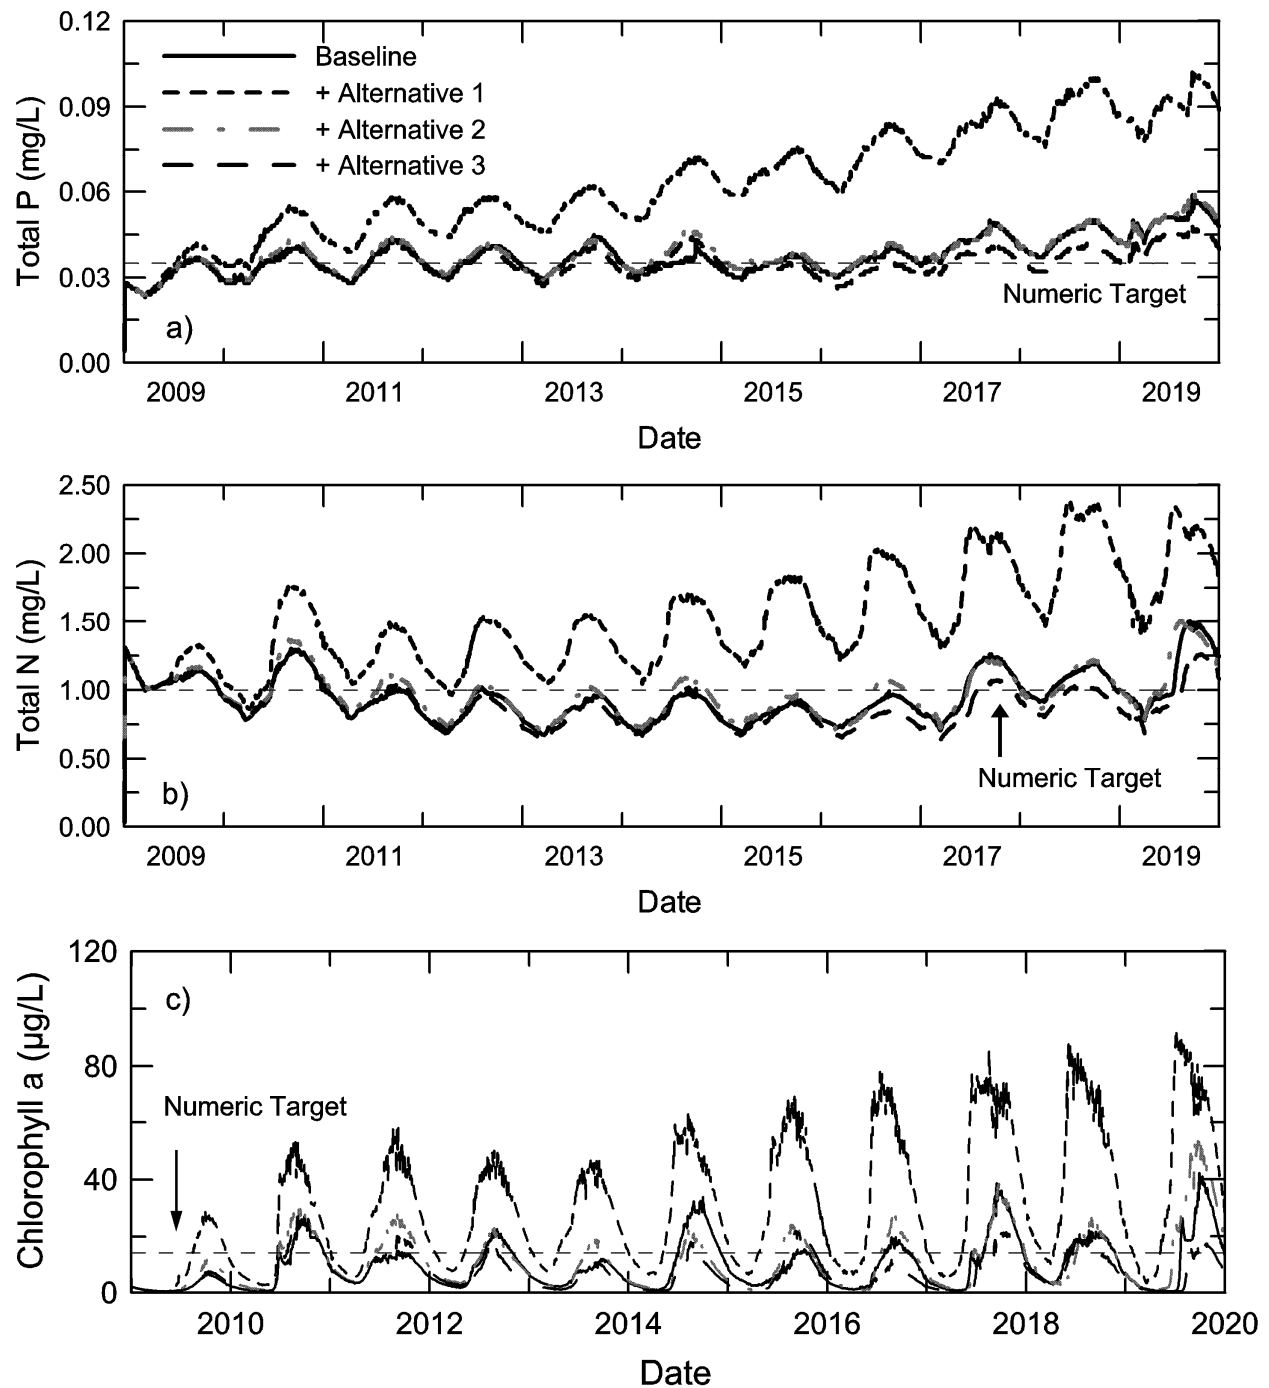 0.12
Baseline
+ Alternative 1
+ Alternative 2
+ Alternative 3
0.09
0.06
0.03
0.00
Total P (mg/L)
Numeric Target
a)
2009 2011 2013 2015 2017 2019
Date
2.50
2.00
1.50
1.00
0.50
0.00
Total N (mg/L)
Numeric Target
b)
2009 2011 2013 2015 2017 2019
Date
120
80
40
0
Chlorophyll a (µg/L)
c)
Numeric Target
2010 2012 2014 2016 2018 2020
Date